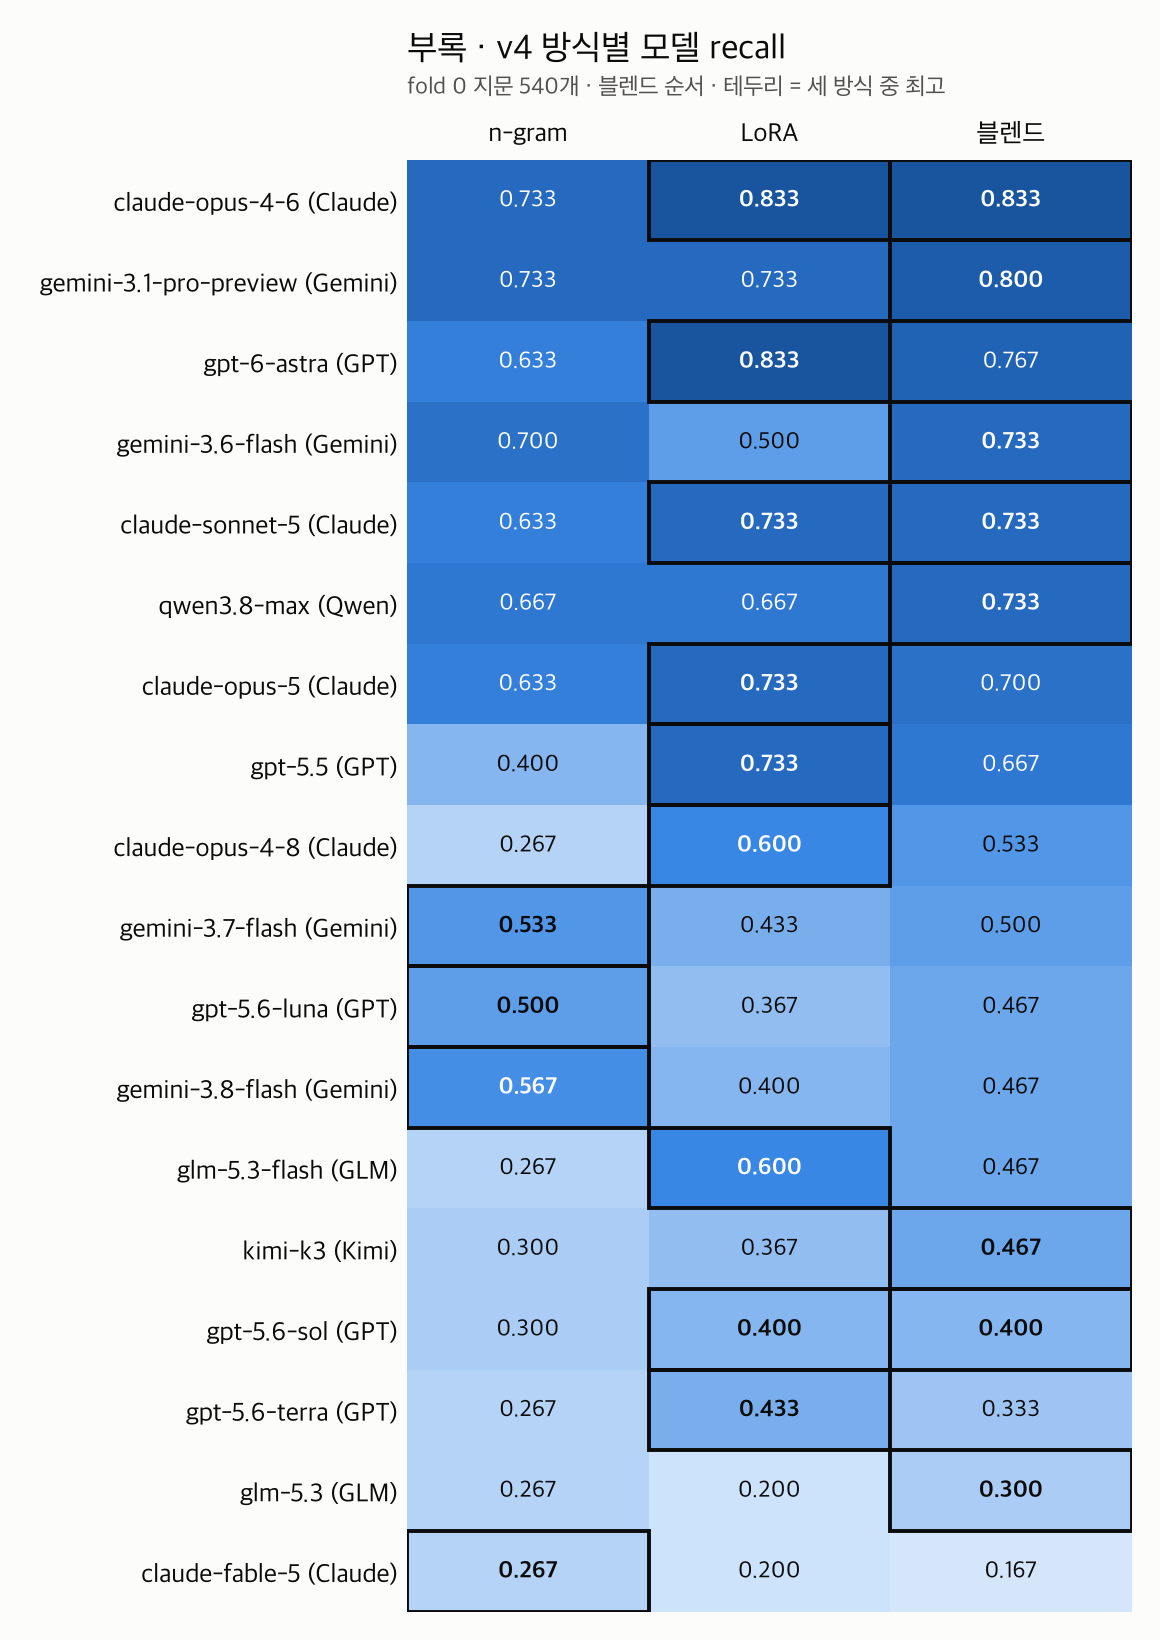 부록 · v4 방식별 모델 recall
fold 0 지문 540개 · 블렌드 순서 · 테두리 = 세 방식 중 최고
n-gram LoRA 블렌드
claude-opus-4-6 (Claude) 0.733 0.833 0.833
gemini-3.1-pro-preview (Gemini) 0.733 0.733 0.800
gpt-6-astra (GPT) 0.633 0.833 0.767
gemini-3.6-flash (Gemini) 0.700 0.500 0.733
claude-sonnet-5 (Claude) 0.633 0.733 0.733
qwen3.8-max (Qwen) 0.667 0.667 0.733
claude-opus-5 (Claude) 0.633 0.733 0.700
gpt-5.5 (GPT) 0.400 0.733 0.667
claude-opus-4-8 (Claude) 0.267 0.600 0.533
gemini-3.7-flash (Gemini) 0.533 0.433 0.500
gpt-5.6-luna (GPT) 0.500 0.367 0.467
gemini-3.8-flash (Gemini) 0.567 0.400 0.467
glm-5.3-flash (GLM) 0.267 0.600 0.467
kimi-k3 (Kimi) 0.300 0.367 0.467
gpt-5.6-sol (GPT) 0.300 0.400 0.400
gpt-5.6-terra (GPT) 0.267 0.433 0.333
glm-5.3 (GLM) 0.267 0.200 0.300
claude-fable-5 (Claude) 0.267 0.200 0.167